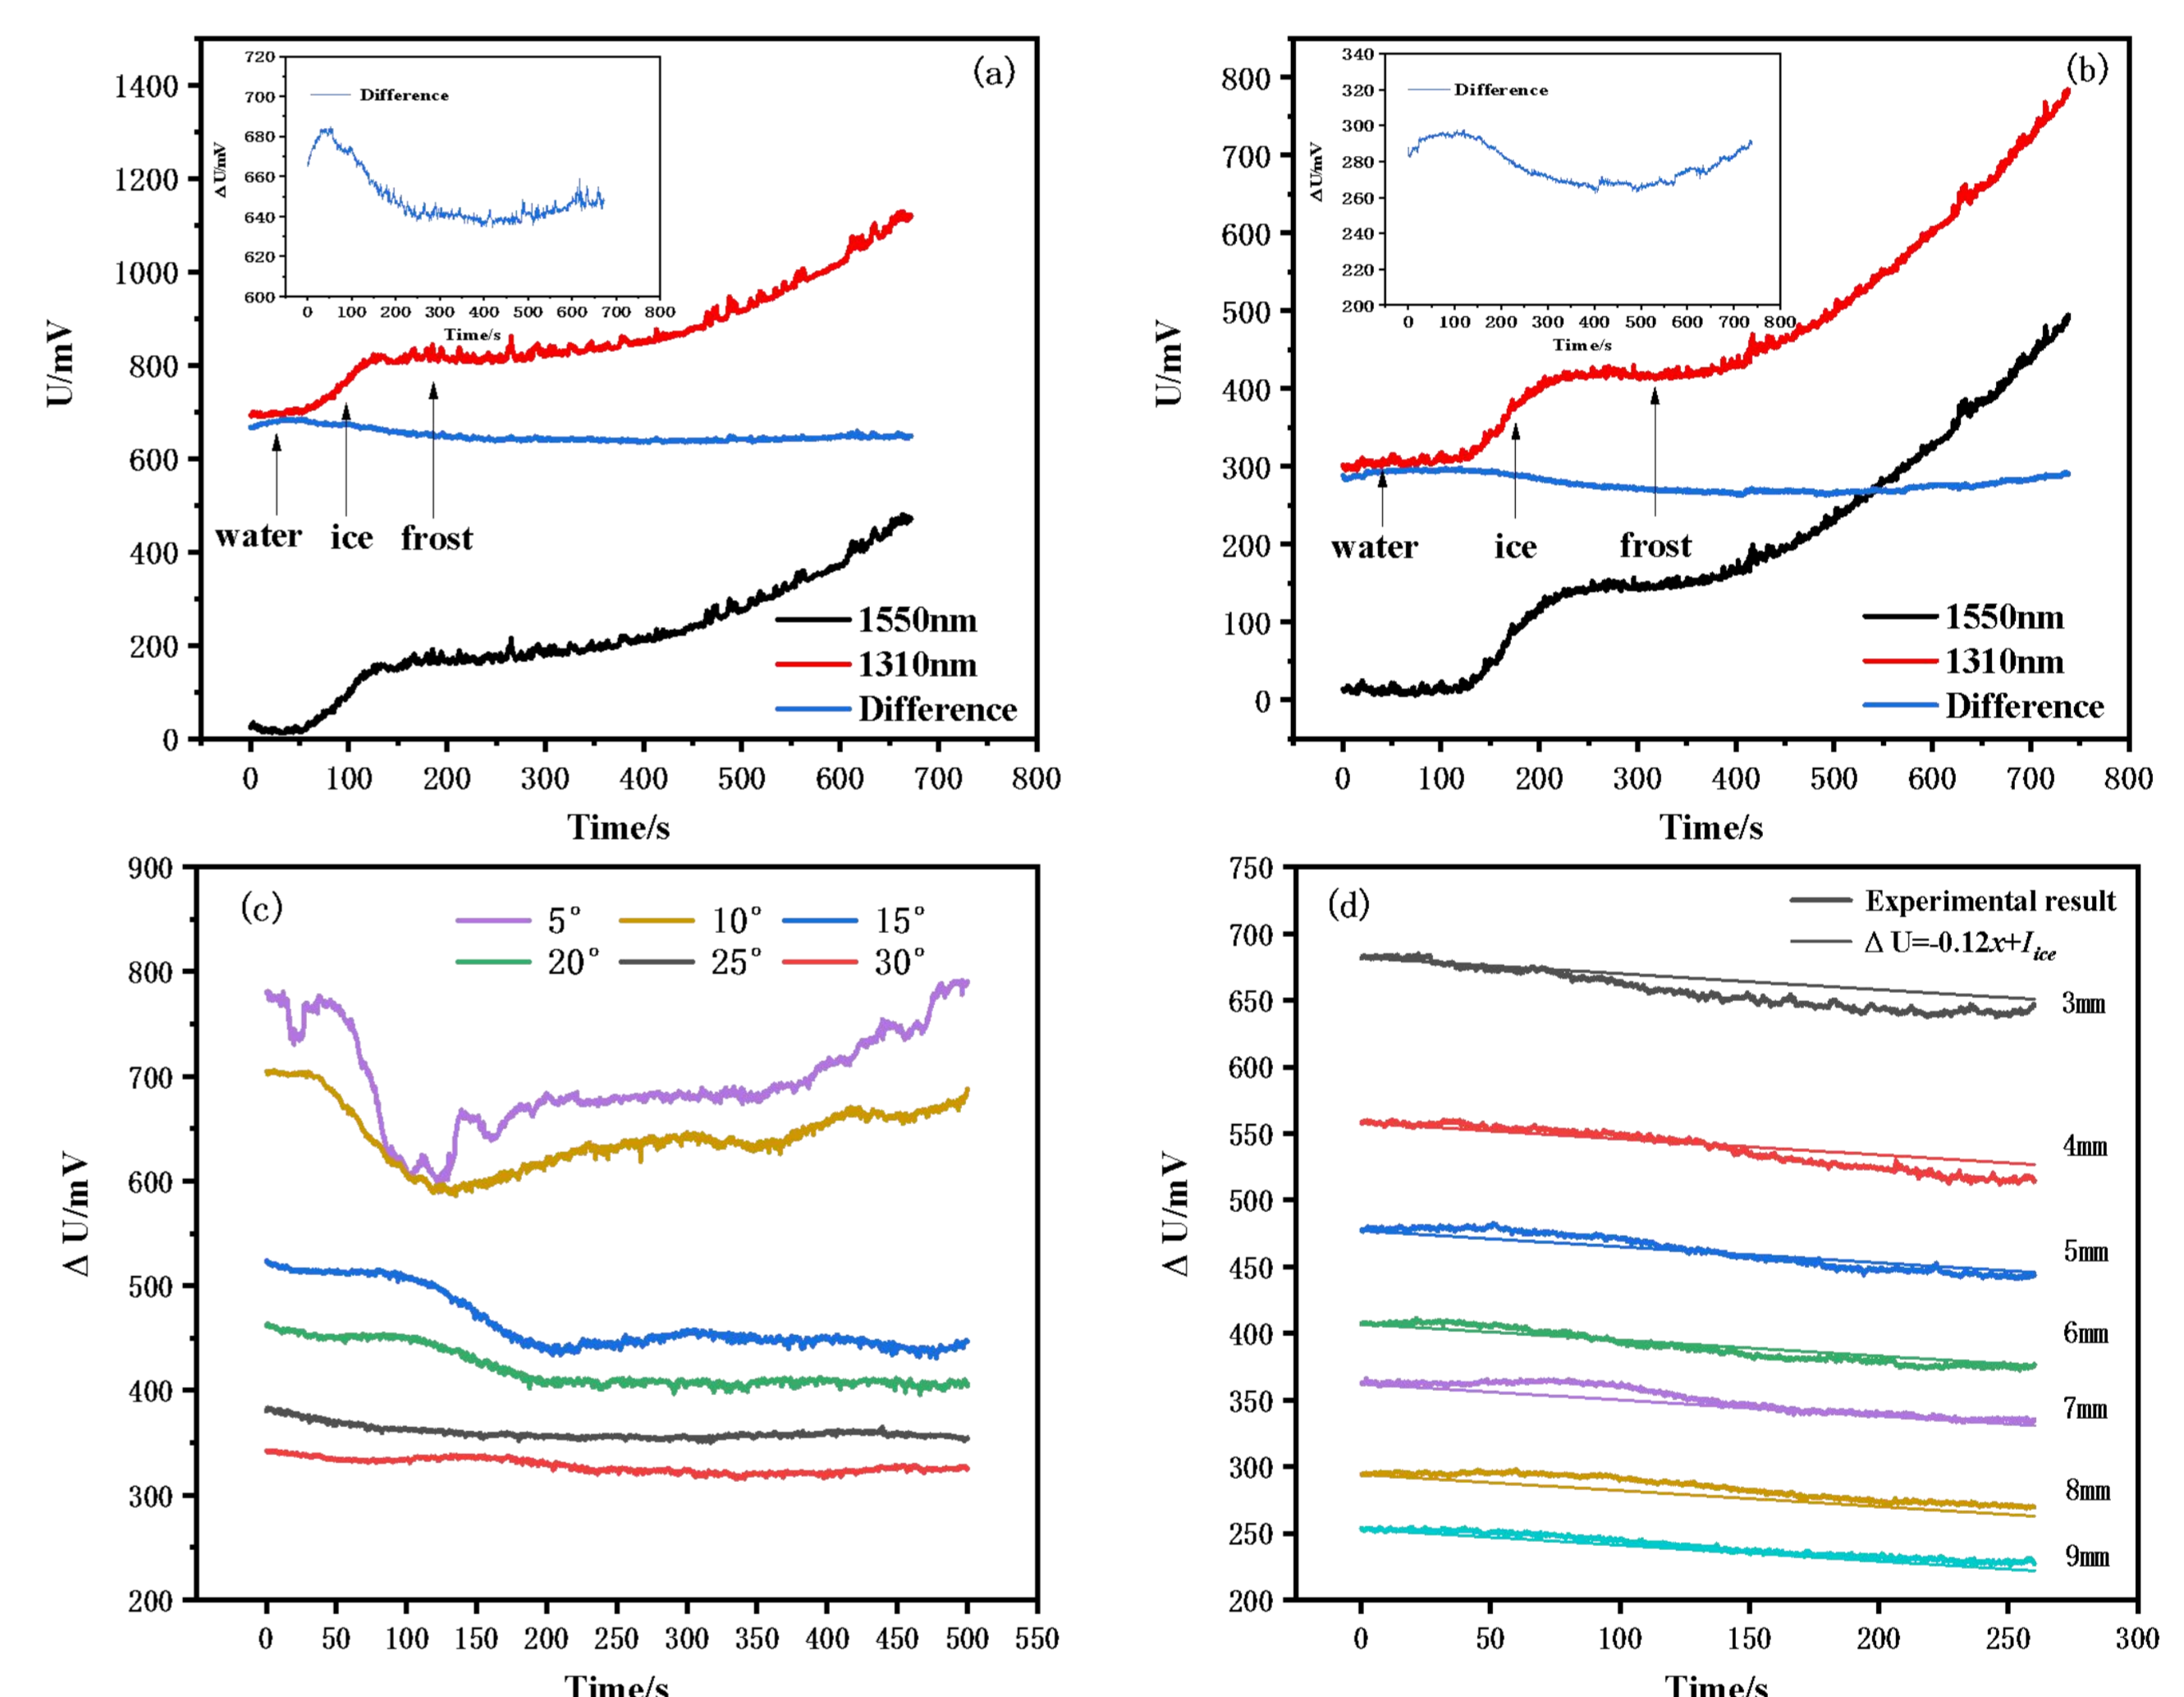 (a)
U/mV
1400
1200
1000
800
600
400
200
0
0 100 200 300 400 500 600 700 800
Time/s
720
700
680
660
640
620
600
ΔU/mV
Difference
0 100 200 300 400 500 600 700 800
Time/s
water ice frost
1550nm
1310nm
Difference
(b)
U/mV
800
700
600
500
400
300
200
100
0
0 100 200 300 400 500 600 700 800
Time/s
340
320
300
280
260
240
220
200
ΔU/mV
Difference
0 100 200 300 400 500 600 700 800
Time/s
water ice frost
1550nm
1310nm
Difference
(c)
Δ U/mV
900
800
700
600
500
400
300
200
5° 10° 15°
20° 25° 30°
0 50 100 150 200 250 300 350 400 450 500 550
Time/s
(d)
Δ U/mV
750
700
650
600
550
500
450
400
350
300
250
200
Experimental result
Δ U=-0.12x+Iice
3mm
4mm
5mm
6mm
7mm
8mm
9mm
0 50 100 150 200 250 300
Time/s